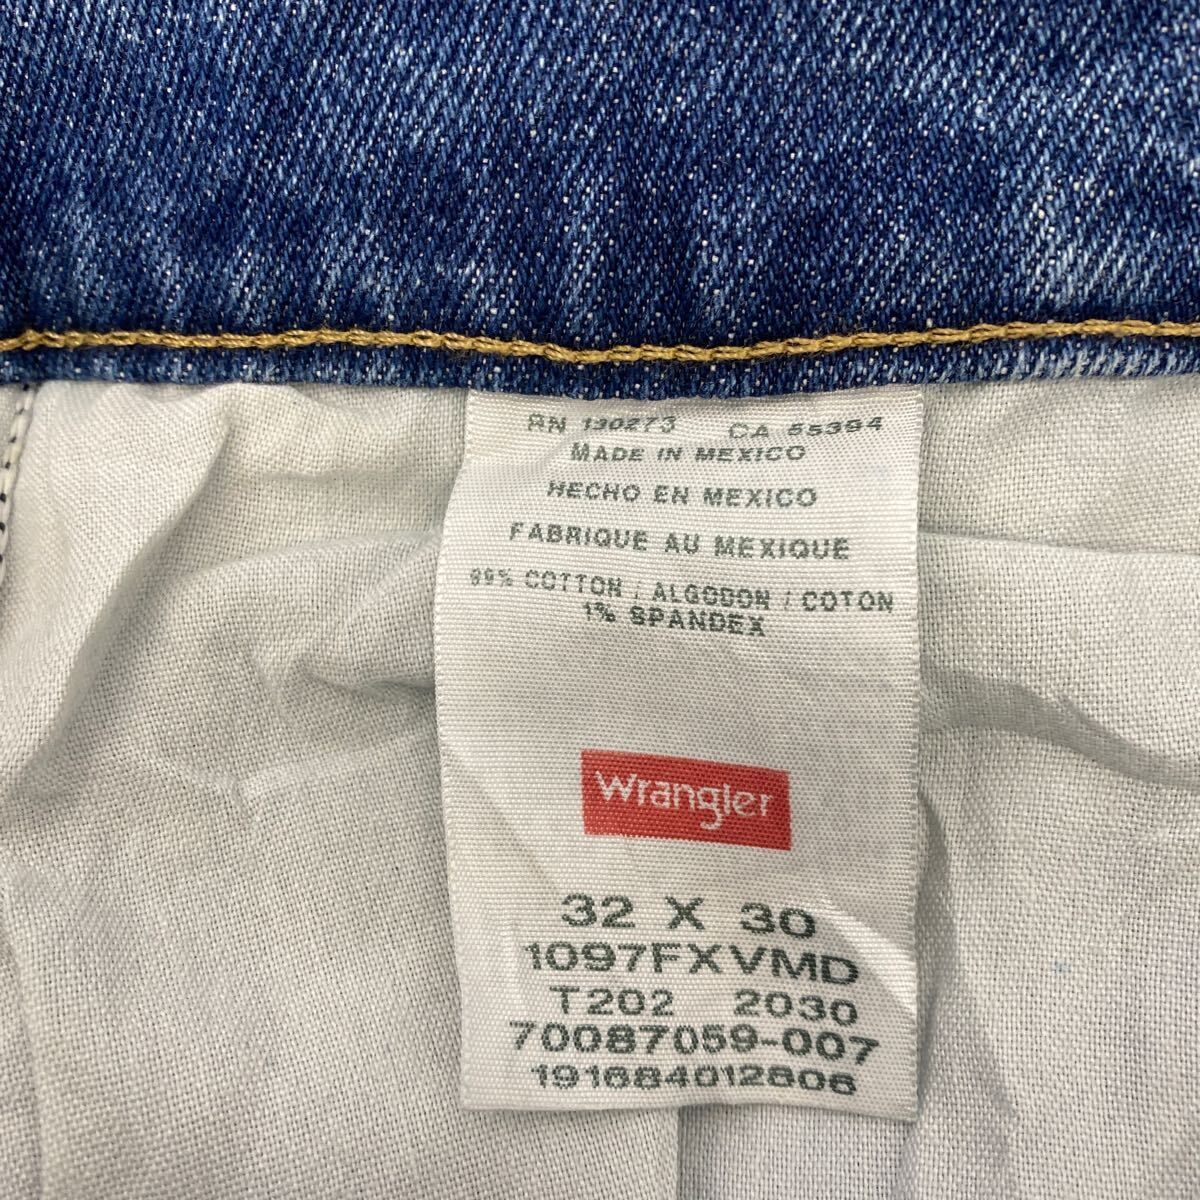 RN 130273 CA 55394
MADE IN MEXICO
HECHO EN MEXICO
FABRIQUE AU MEXIQUE
99% COTTON / ALGODON / COTON
1% SPANDEX
Wrangler
32 X 30
1097FXVMD
T202 2030
70087059-007
191684012806